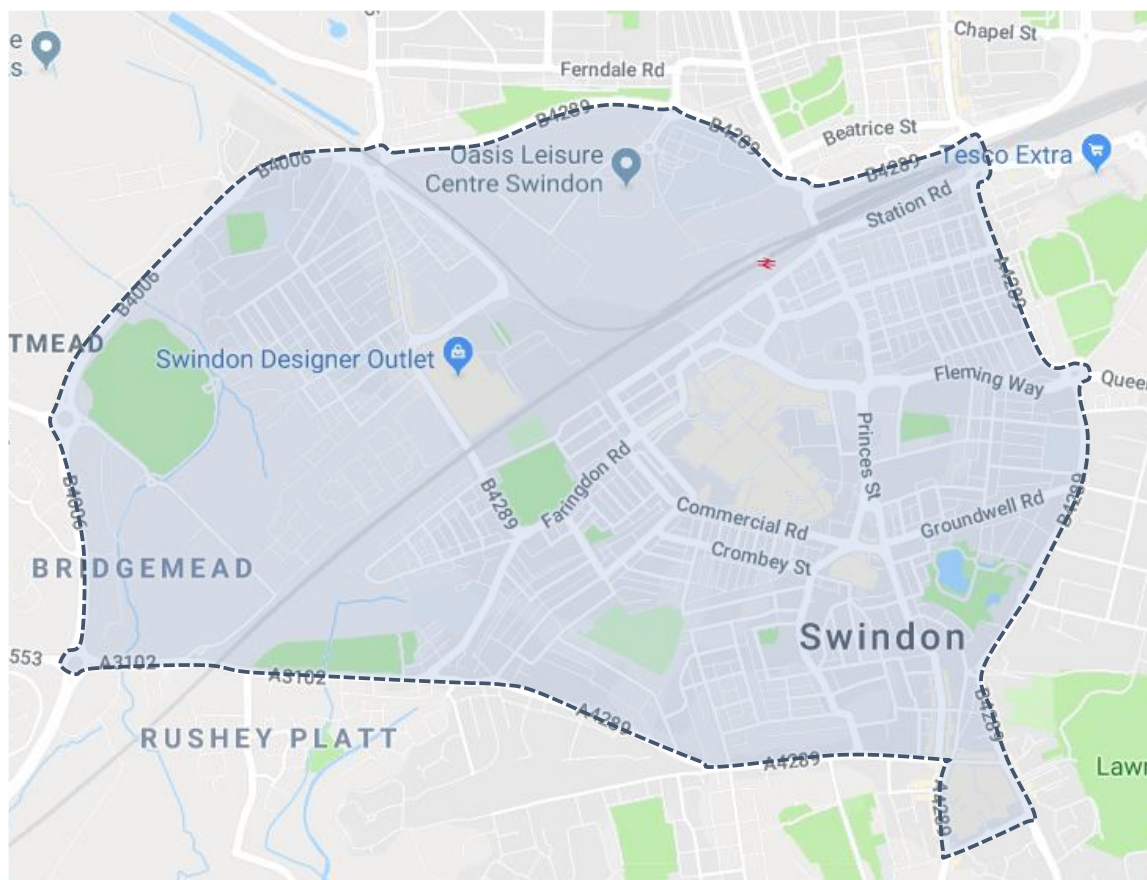 Chapel St
e
s
Ferndale Rd
B4289
B4289
Beatrice St
B4006
Oasis Leisure
Centre Swindon
B4289
Tesco Extra
Station Rd
B4006
A4289
TMEAD
Swindon Designer Outlet
Fleming Way
Quee
Princes St
Faringdon Rd
B4289
B4006
Commercial Rd
Groundwell Rd
B4289
Crombey St
BRIDGEMEAD
Swindon
553
A3102
A3102
B4289
A4289
RUSHEY PLATT
A4289
Lawn
A4289